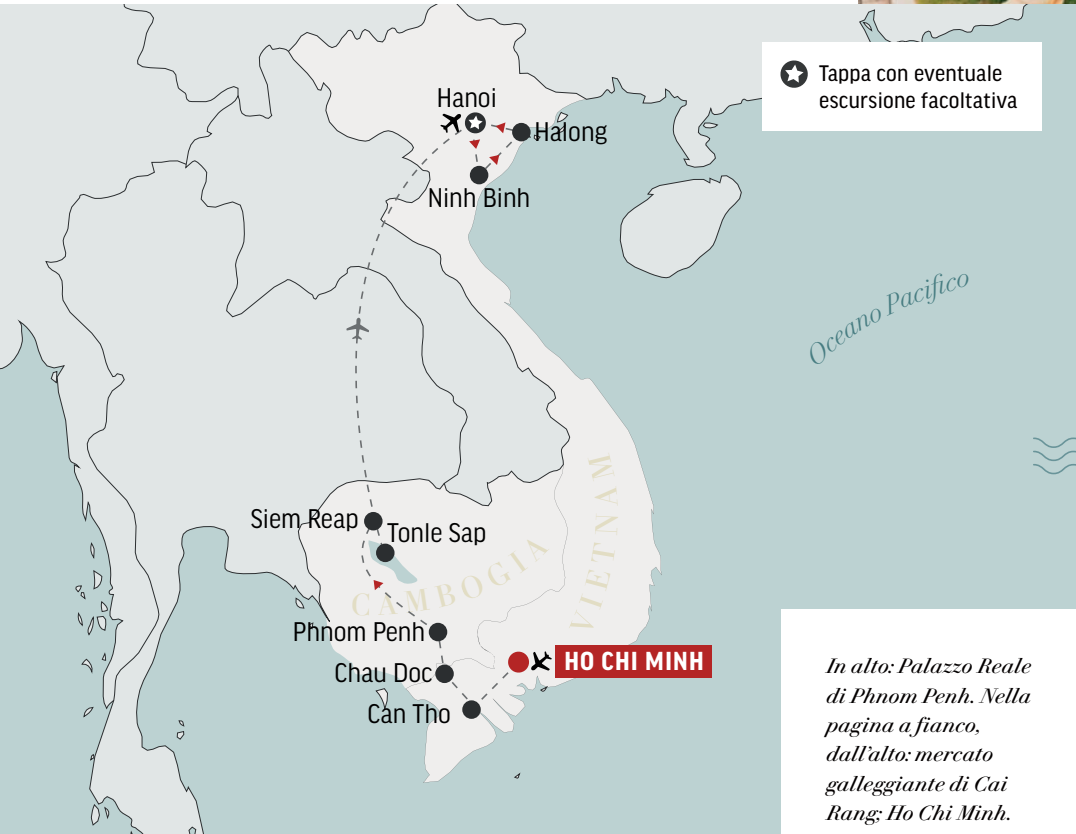 Tappa con eventuale
escursione facoltativa
Hanoi
Halong
Ninh Binh
Oceano Pacifico
Siem Reap
Tonle Sap
CAMBOGIA
VIETNAM
Phnom Penh
HO CHI MINH
Chau Doc
Can Tho
In alto: Palazzo Reale
di Phnom Penh. Nella
pagina a fianco,
dall'alto: mercato
galleggiante di Cai
Rang; Ho Chi Minh.